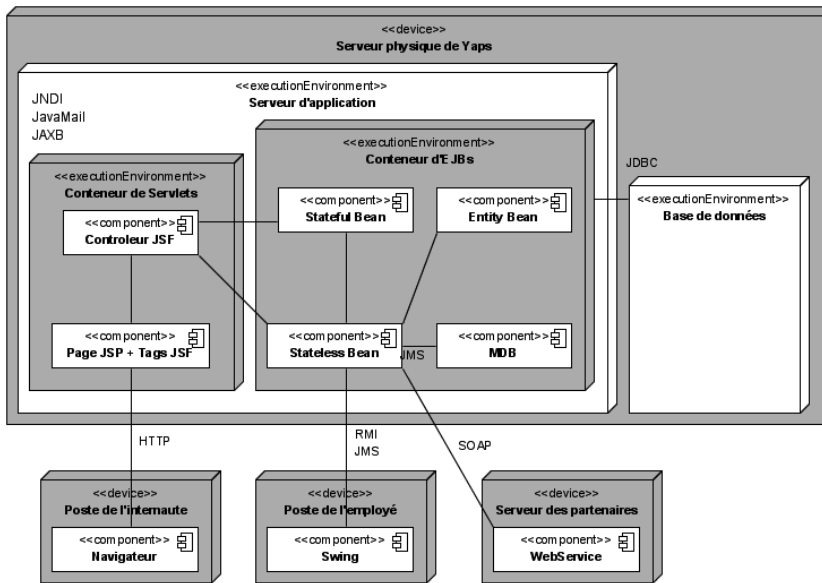 <<device>>
Serveur physique de Yaps
<<executionEnvironment>>
Serveur d'application
JNDI
JavaMail
JAXB
<<executionEnvironment>>
Conteneur d'EJBs
<<executionEnvironment>>
Conteneur de Servlets
JDBC
<<executionEnvironment>>
Base de données
<<component>>
Controleur JSF
<<component>>
Stateful Bean
<<component>>
Entity Bean
<<component>>
Page JSP + Tags JSF
<<component>>
Stateless Bean
JMS
<<component>>
MDB
HTTP
RMI
JMS
SOAP
<<device>>
Poste de l'internaute
<<component>>
Navigateur
<<device>>
Poste de l'employé
<<component>>
Swing
<<device>>
Serveur des partenaires
<<component>>
WebService